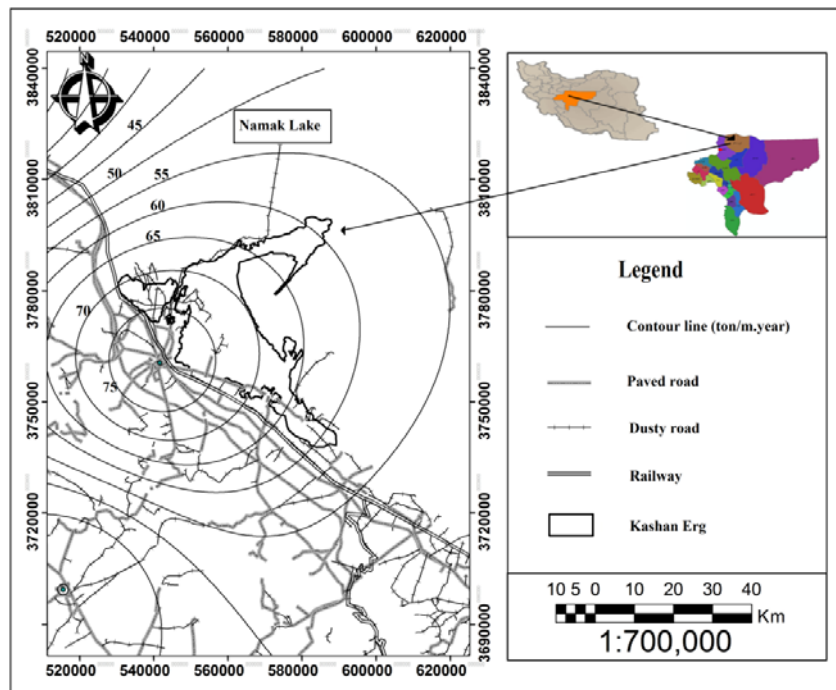 520000 540000 560000 580000 600000 620000
3840000
3810000
3780000
3750000
3720000
3690000
N
Namak Lake
45
50
55
60
65
70
75
3840000
3810000
3780000
3750000
3720000
3690000
520000 540000 560000 580000 600000 620000
Legend
Contour line (ton/m.year)
Paved road
Dusty road
Railway
Kashan Erg
10 5 0 10 20 30 40
Km
1:700,000